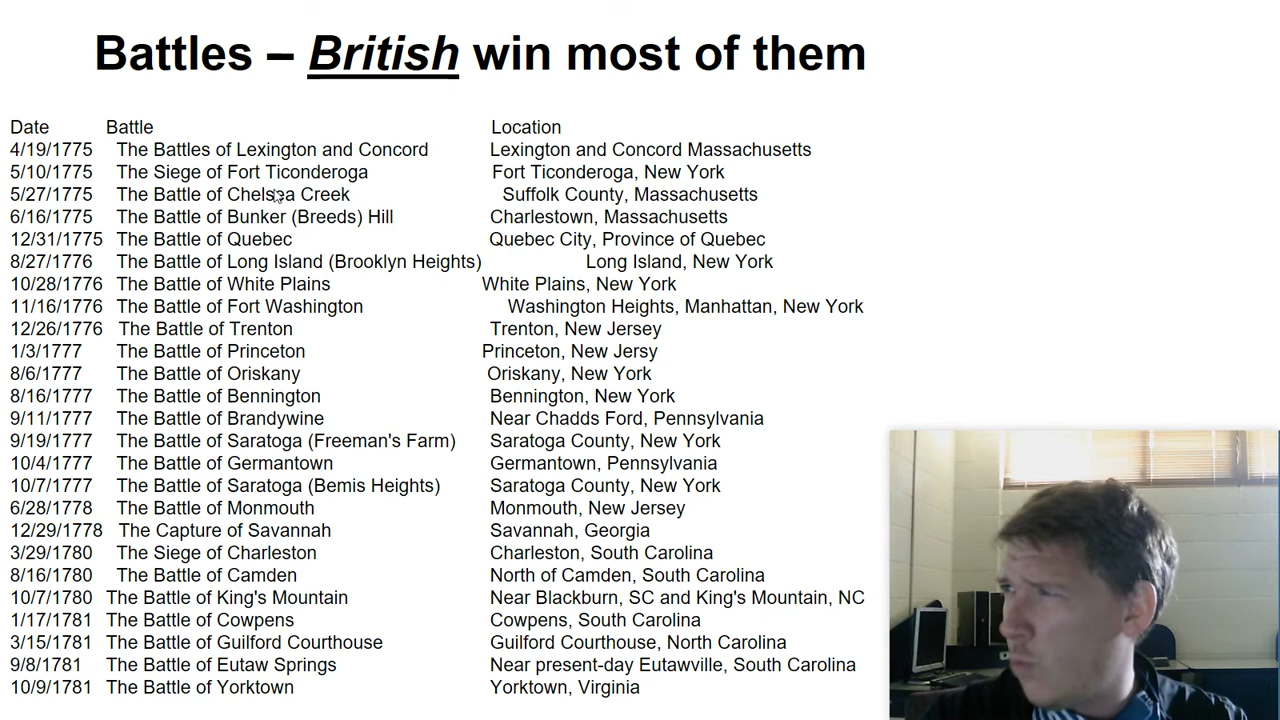 Battles – British win most of them
Date Battle Location
4/19/1775 The Battles of Lexington and Concord Lexington and Concord Massachusetts
5/10/1775 The Siege of Fort Ticonderoga Fort Ticonderoga, New York
5/27/1775 The Battle of Chelsea Creek Suffolk County, Massachusetts
6/16/1775 The Battle of Bunker (Breeds) Hill Charlestown, Massachusetts
12/31/1775 The Battle of Quebec Quebec City, Province of Quebec
8/27/1776 The Battle of Long Island (Brooklyn Heights) Long Island, New York
10/28/1776 The Battle of White Plains White Plains, New York
11/16/1776 The Battle of Fort Washington Washington Heights, Manhattan, New York
12/26/1776 The Battle of Trenton Trenton, New Jersey
1/3/1777 The Battle of Princeton Princeton, New Jersy
8/6/1777 The Battle of Oriskany Oriskany, New York
8/16/1777 The Battle of Bennington Bennington, New York
9/11/1777 The Battle of Brandywine Near Chadds Ford, Pennsylvania
9/19/1777 The Battle of Saratoga (Freeman's Farm) Saratoga County, New York
10/4/1777 The Battle of Germantown Germantown, Pennsylvania
10/7/1777 The Battle of Saratoga (Bemis Heights) Saratoga County, New York
6/28/1778 The Battle of Monmouth Monmouth, New Jersey
12/29/1778 The Capture of Savannah Savannah, Georgia
3/29/1780 The Siege of Charleston Charleston, South Carolina
8/16/1780 The Battle of Camden North of Camden, South Carolina
10/7/1780 The Battle of King's Mountain Near Blackburn, SC and King's Mountain, NC
1/17/1781 The Battle of Cowpens Cowpens, South Carolina
3/15/1781 The Battle of Guilford Courthouse Guilford Courthouse, North Carolina
9/8/1781 The Battle of Eutaw Springs Near present-day Eutawville, South Carolina
10/9/1781 The Battle of Yorktown Yorktown, Virginia